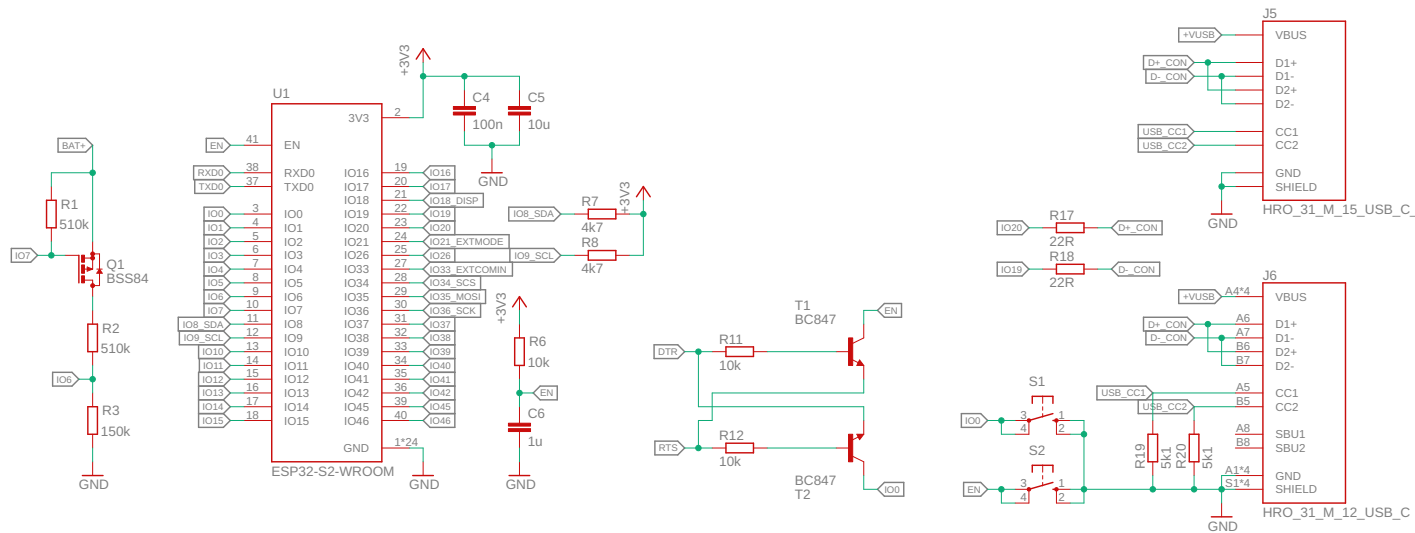 BAT+
R1
510k
IO7
Q1
BSS84
R2
510k
IO6
R3
150k
GND
U1
+3V3
C4
100n
C5
10u
GND
3V3 2
EN 41 EN
RXD0 38 RXD0
TXD0 37 TXD0
IO0 3 IO0
IO1 4 IO1
IO2 5 IO2
IO3 6 IO3
IO4 7 IO4
IO5 8 IO5
IO6 9 IO6
IO7 10 IO7
IO8_SDA 11 IO8
IO9_SCL 12 IO9
IO10 13 IO10
IO11 14 IO11
IO12 15 IO12
IO13 16 IO13
IO14 17 IO14
IO15 18 IO15
IO16 19 IO16
IO17 20 IO17
IO18 21 IO18_DISP
IO19 22 IO19
IO20 23 IO20
IO21 24 IO21_EXTMODE
IO26 25 IO26
IO33 27 IO33_EXTCOMIN
IO34 28 IO34_SCS
IO35 29 IO35_MOSI
IO36 30 IO36_SCK
IO37 31 IO37
IO38 32 IO38
IO39 33 IO39
IO40 34 IO40
IO41 35 IO41
IO42 36 IO42
IO45 39 IO45
IO46 40 IO46
GND 1*24
ESP32-S2-WROOM
GND
+3V3
IO8_SDA
R7
4k7
IO9_SCL
R8
4k7
+3V3
R6
10k
EN
C6
1u
GND
T1
BC847
EN
DTR
R11
10k
RTS
R12
10k
BC847
T2
IO0
J5
+VUSB VBUS
D+_CON D1+
D-_CON D1-
D2+
D2-
USB_CC1 CC1
USB_CC2 CC2
GND
SHIELD
GND
HRO_31_M_15_USB_C_
IO20
R17
22R
D+_CON
IO19
R18
22R
D-_CON
J6
+VUSB A4*4 VBUS
D+_CON A6 D1+
D-_CON A7 D1-
B6 D2+
B7 D2-
USB_CC1 A5 CC1
USB_CC2 B5 CC2
A8 SBU1
B8 SBU2
A1*4 GND
S1*4 SHIELD
HRO_31_M_12_USB_C
GND
R19
5k1
R20
5k1
S1
IO0 3 1
4 2
S2
EN 3 1
4 2